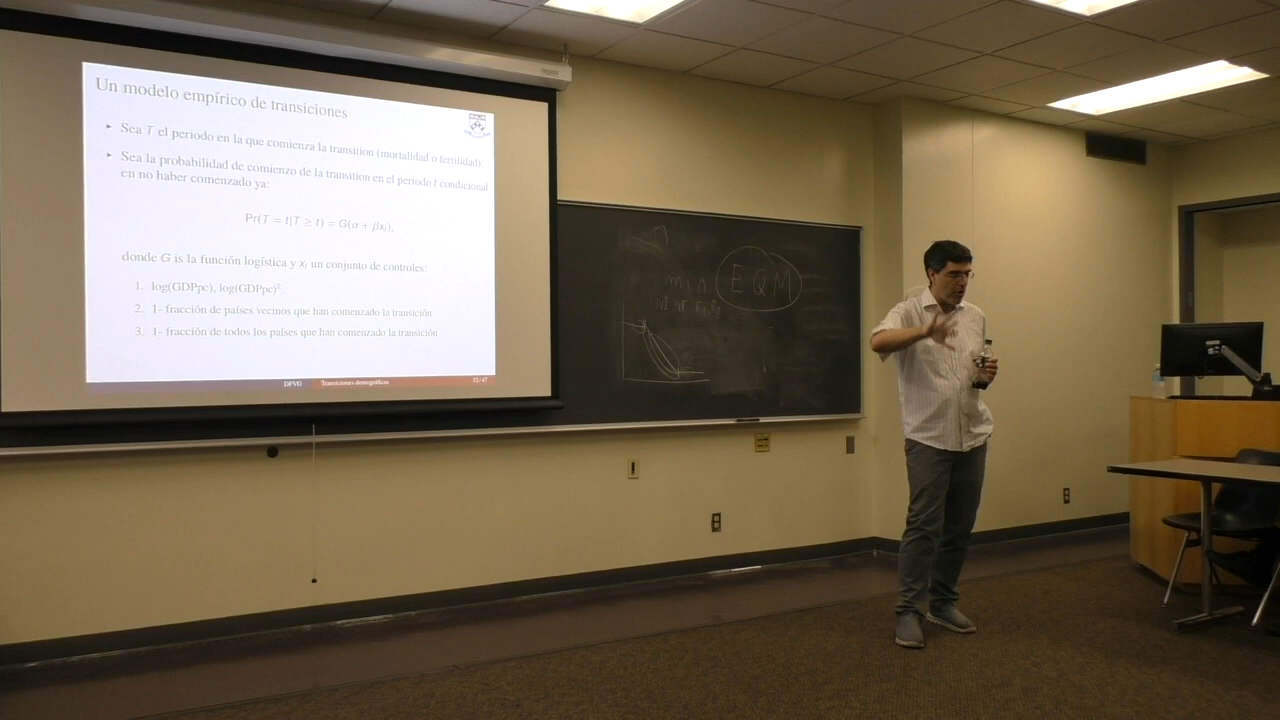 Un modelo empírico de transiciones
▸ Sea T el periodo en la que comienza la transition (mortalidad o fertilidad)
▸ Sea la probabilidad de comienzo de la transition en el periodo t condicional
en no haber comenzado ya:
Pr(T = t|T ≥ t) = G(α + βx_t),
donde G is la función logística y x_t un conjunto de controles:
1. log(GDPpc), log(GDPpc)².
2. 1- fracción de países vecinos que han comenzado la transición.
3. 1- fracción de todos los países que han comenzado la transición
DFVG Transiciones demográficas 32/47
min EQM